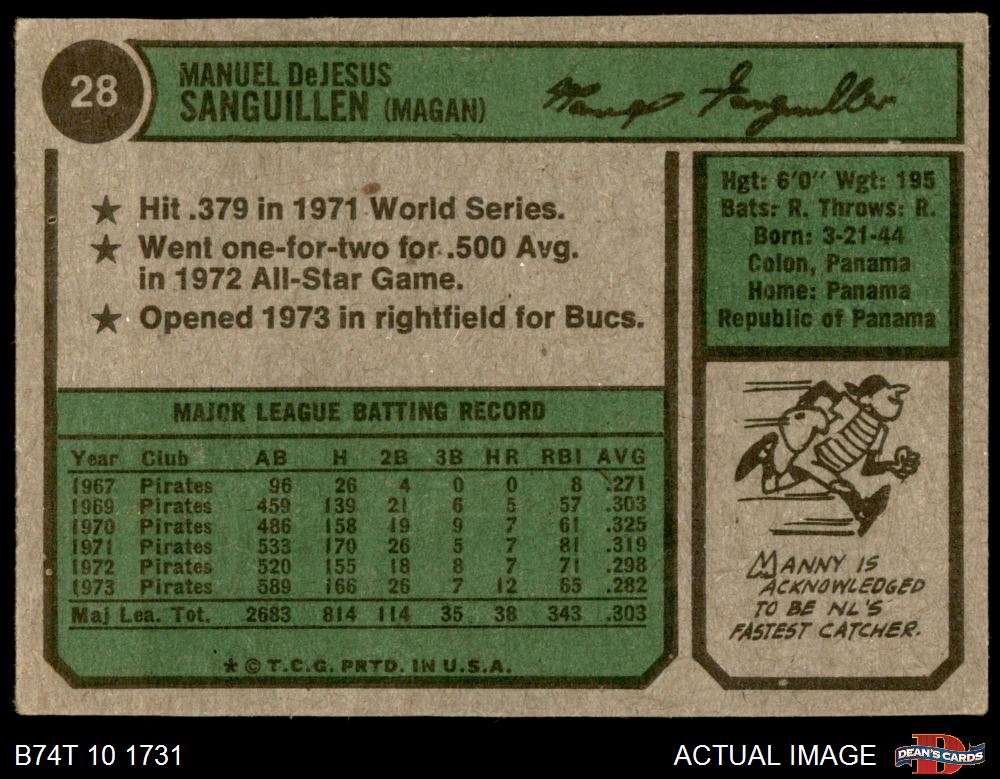 28
MANUEL DeJESUS
SANGUILLEN (MAGAN)
Manuel Sanguillen
★ Hit .379 in 1971 World Series.
★ Went one-for-two for .500 Avg.
in 1972 All-Star Game.
★ Opened 1973 in rightfield for Bucs.
Hgt: 6'0" Wgt: 195
Bats: R. Throws: R.
Born: 3-21-44
Colon, Panama
Home: Panama
Republic of Panama
MAJOR LEAGUE BATTING RECORD
Year Club AB H 2B 3B HR RBI AVG
1967 Pirates 96 26 4 0 0 8 .271
1969 Pirates 459 139 21 6 5 57 .303
1970 Pirates 486 158 19 9 7 61 .325
1971 Pirates 533 170 26 5 7 81 .319
1972 Pirates 520 155 18 8 7 71 .298
1973 Pirates 589 166 26 7 12 65 .282
Maj Lea. Tot. 2683 814 114 35 38 343 .303
★ © T.C.G. PRTD. IN U.S.A.
MANNY IS
ACKNOWLEDGED
TO BE NL'S
FASTEST CATCHER.
B74T 10 1731
ACTUAL IMAGE
D
DEAN'S CARDS